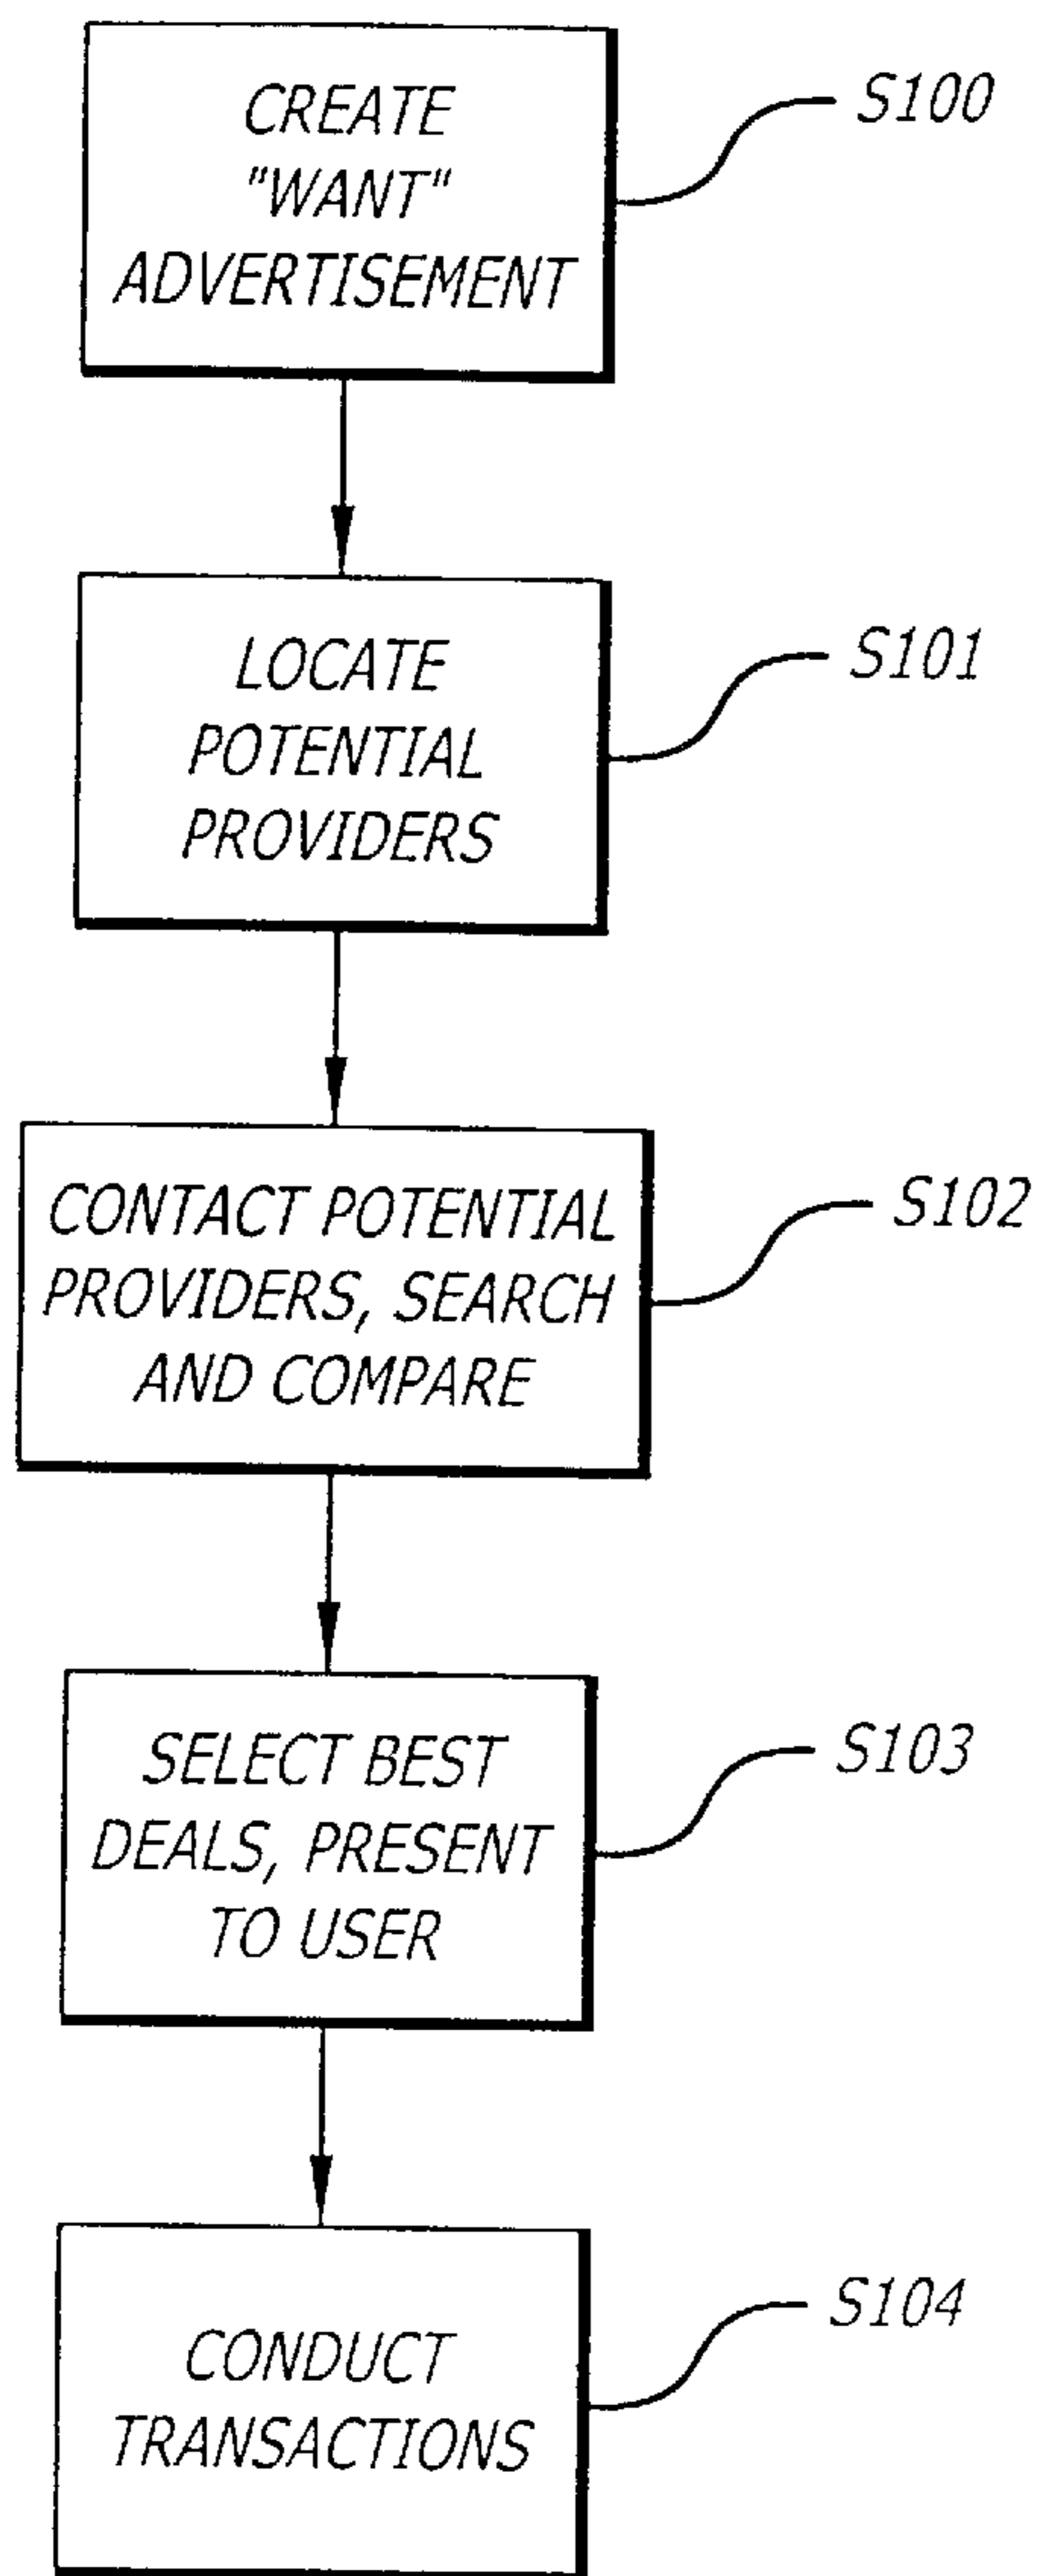 CREATE
"WANT"
ADVERTISEMENT
S100
LOCATE
POTENTIAL
PROVIDERS
S101
CONTACT POTENTIAL
PROVIDERS, SEARCH
AND COMPARE
S102
SELECT BEST
DEALS, PRESENT
TO USER
S103
CONDUCT
TRANSACTIONS
S104